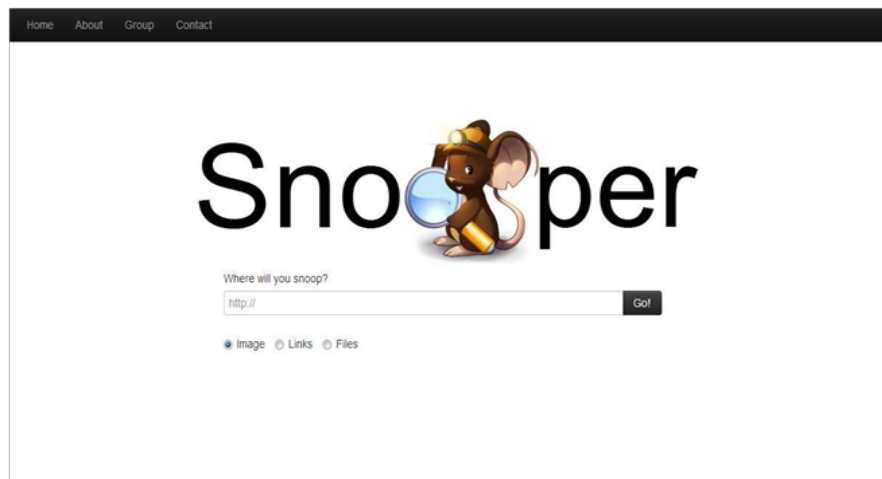 Home About Group Contact
Snooper
Where will you snoop?
http://
Go!
Image Links Files